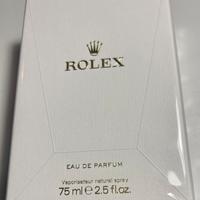 ROLEX
EAU DE PARFUM
Vaporisateur natural spray
75 ml ℮ 2.5 fl.oz.